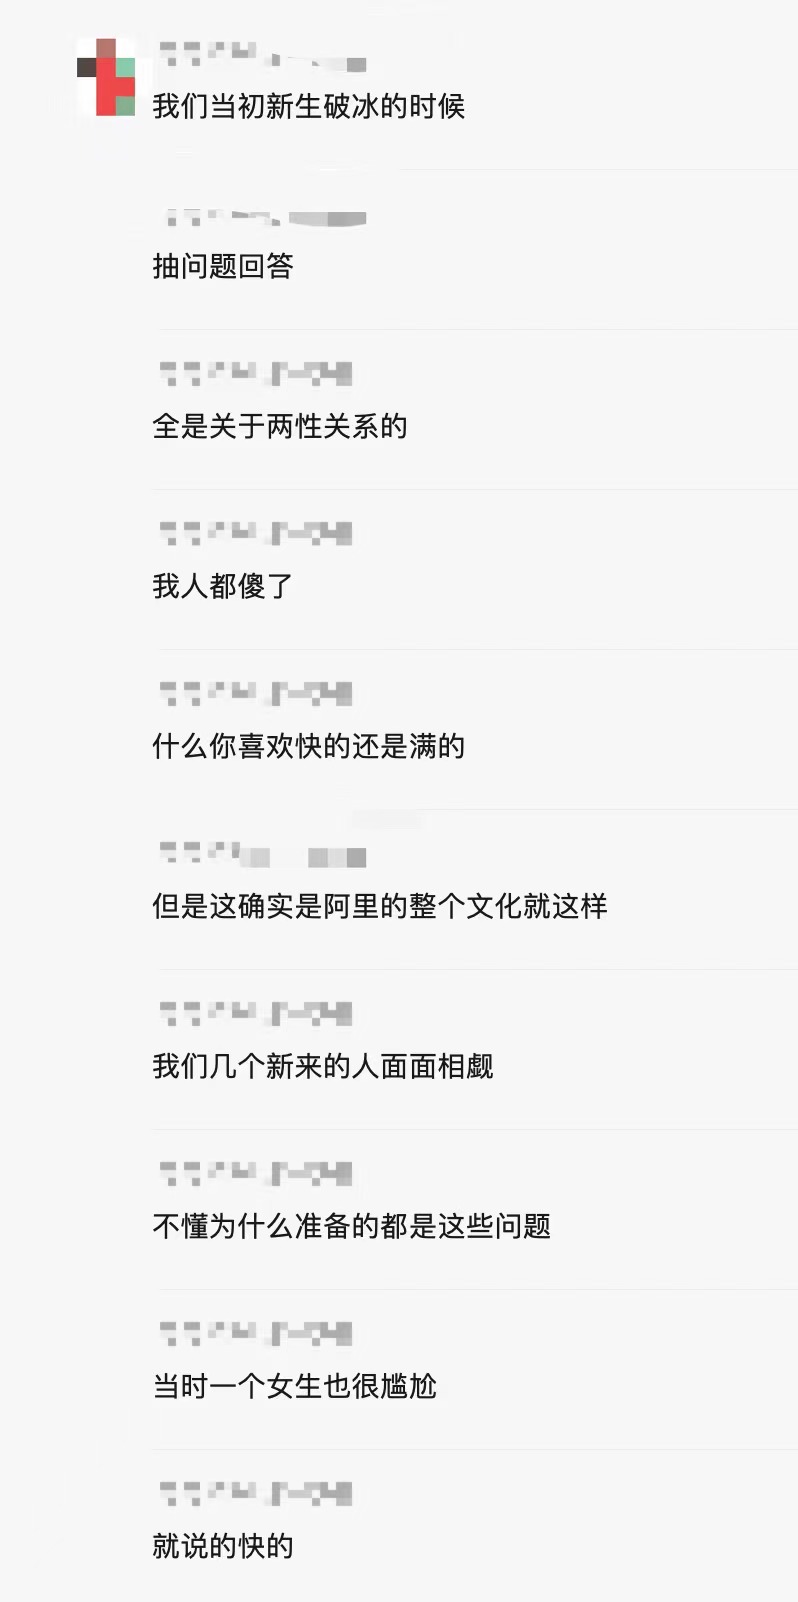 我们当初新生破冰的时候
抽问题回答
全是关于两性关系的
我人都傻了
什么你喜欢快的还是满的
但是这确实是阿里的整个文化就这样
我们几个新来的人面面相觑
不懂为什么准备的都是这些问题
当时一个女生也很尴尬
就说的快的